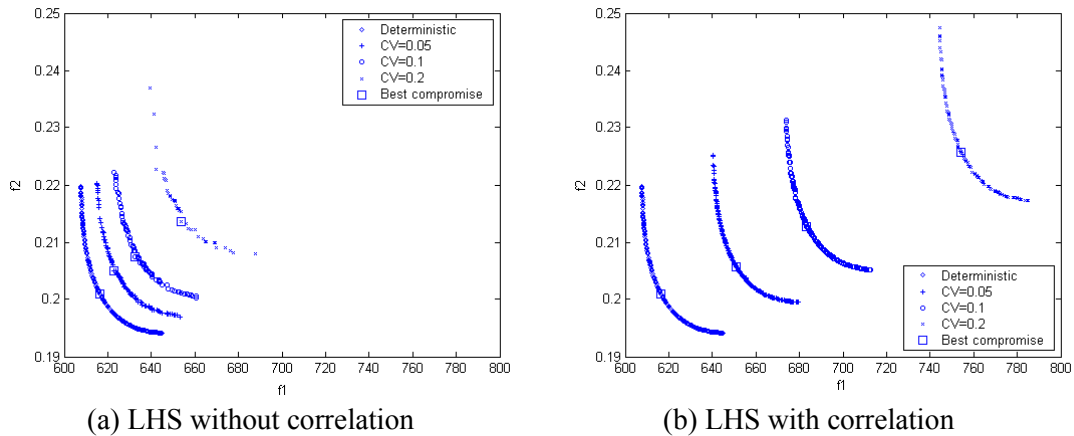 0.25
0.24
0.23
0.22
0.21
0.2
0.19
f2
600 620 640 660 680 700 720 740 760 780 800
f1
Deterministic
CV=0.05
CV=0.1
CV=0.2
Best compromise
(a) LHS without correlation
0.25
0.24
0.23
0.22
0.21
0.2
0.19
f2
600 620 640 660 680 700 720 740 760 780 800
f1
Deterministic
CV=0.05
CV=0.1
CV=0.2
Best compromise
(b) LHS with correlation